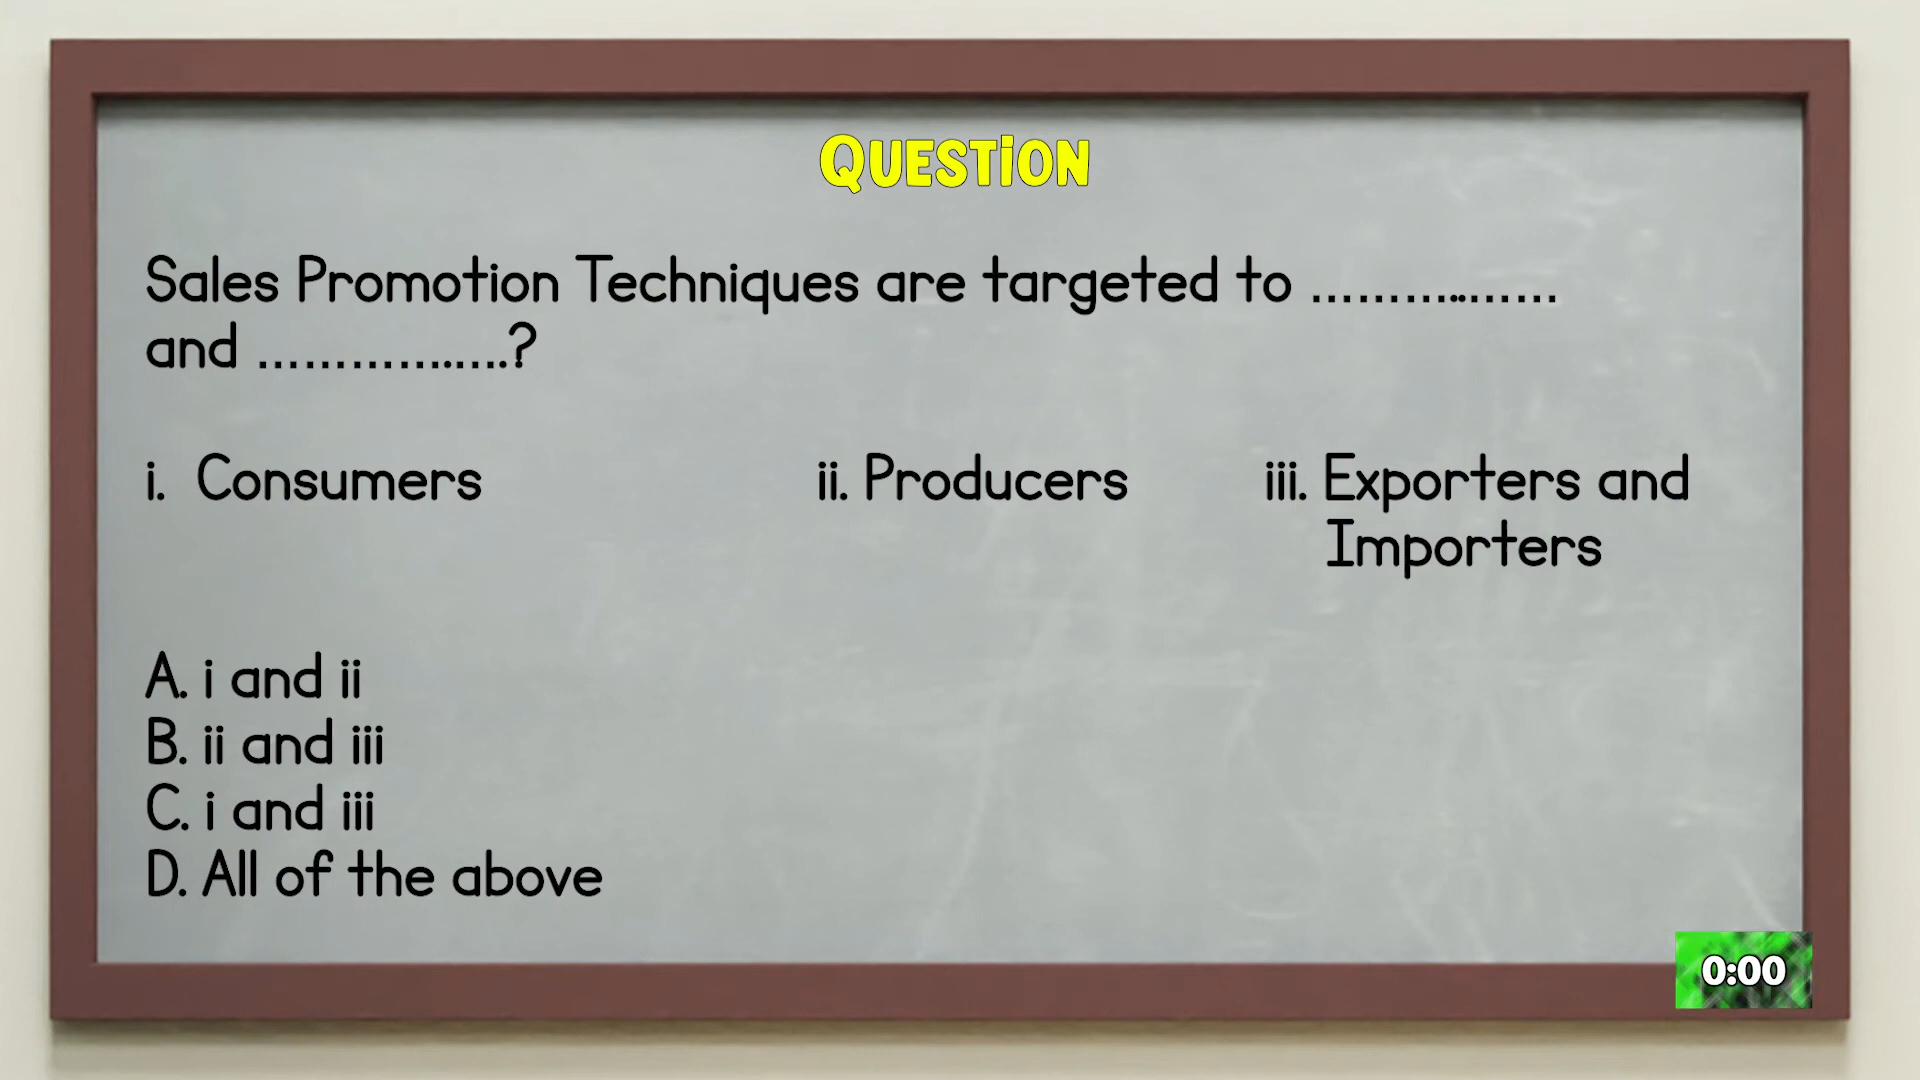 QUESTION
Sales Promotion Techniques are targeted to ..................
and ..................?
i. Consumers ii. Producers iii. Exporters and
Importers
A. i and ii
B. ii and iii
C. i and iii
D. All of the above
0:00